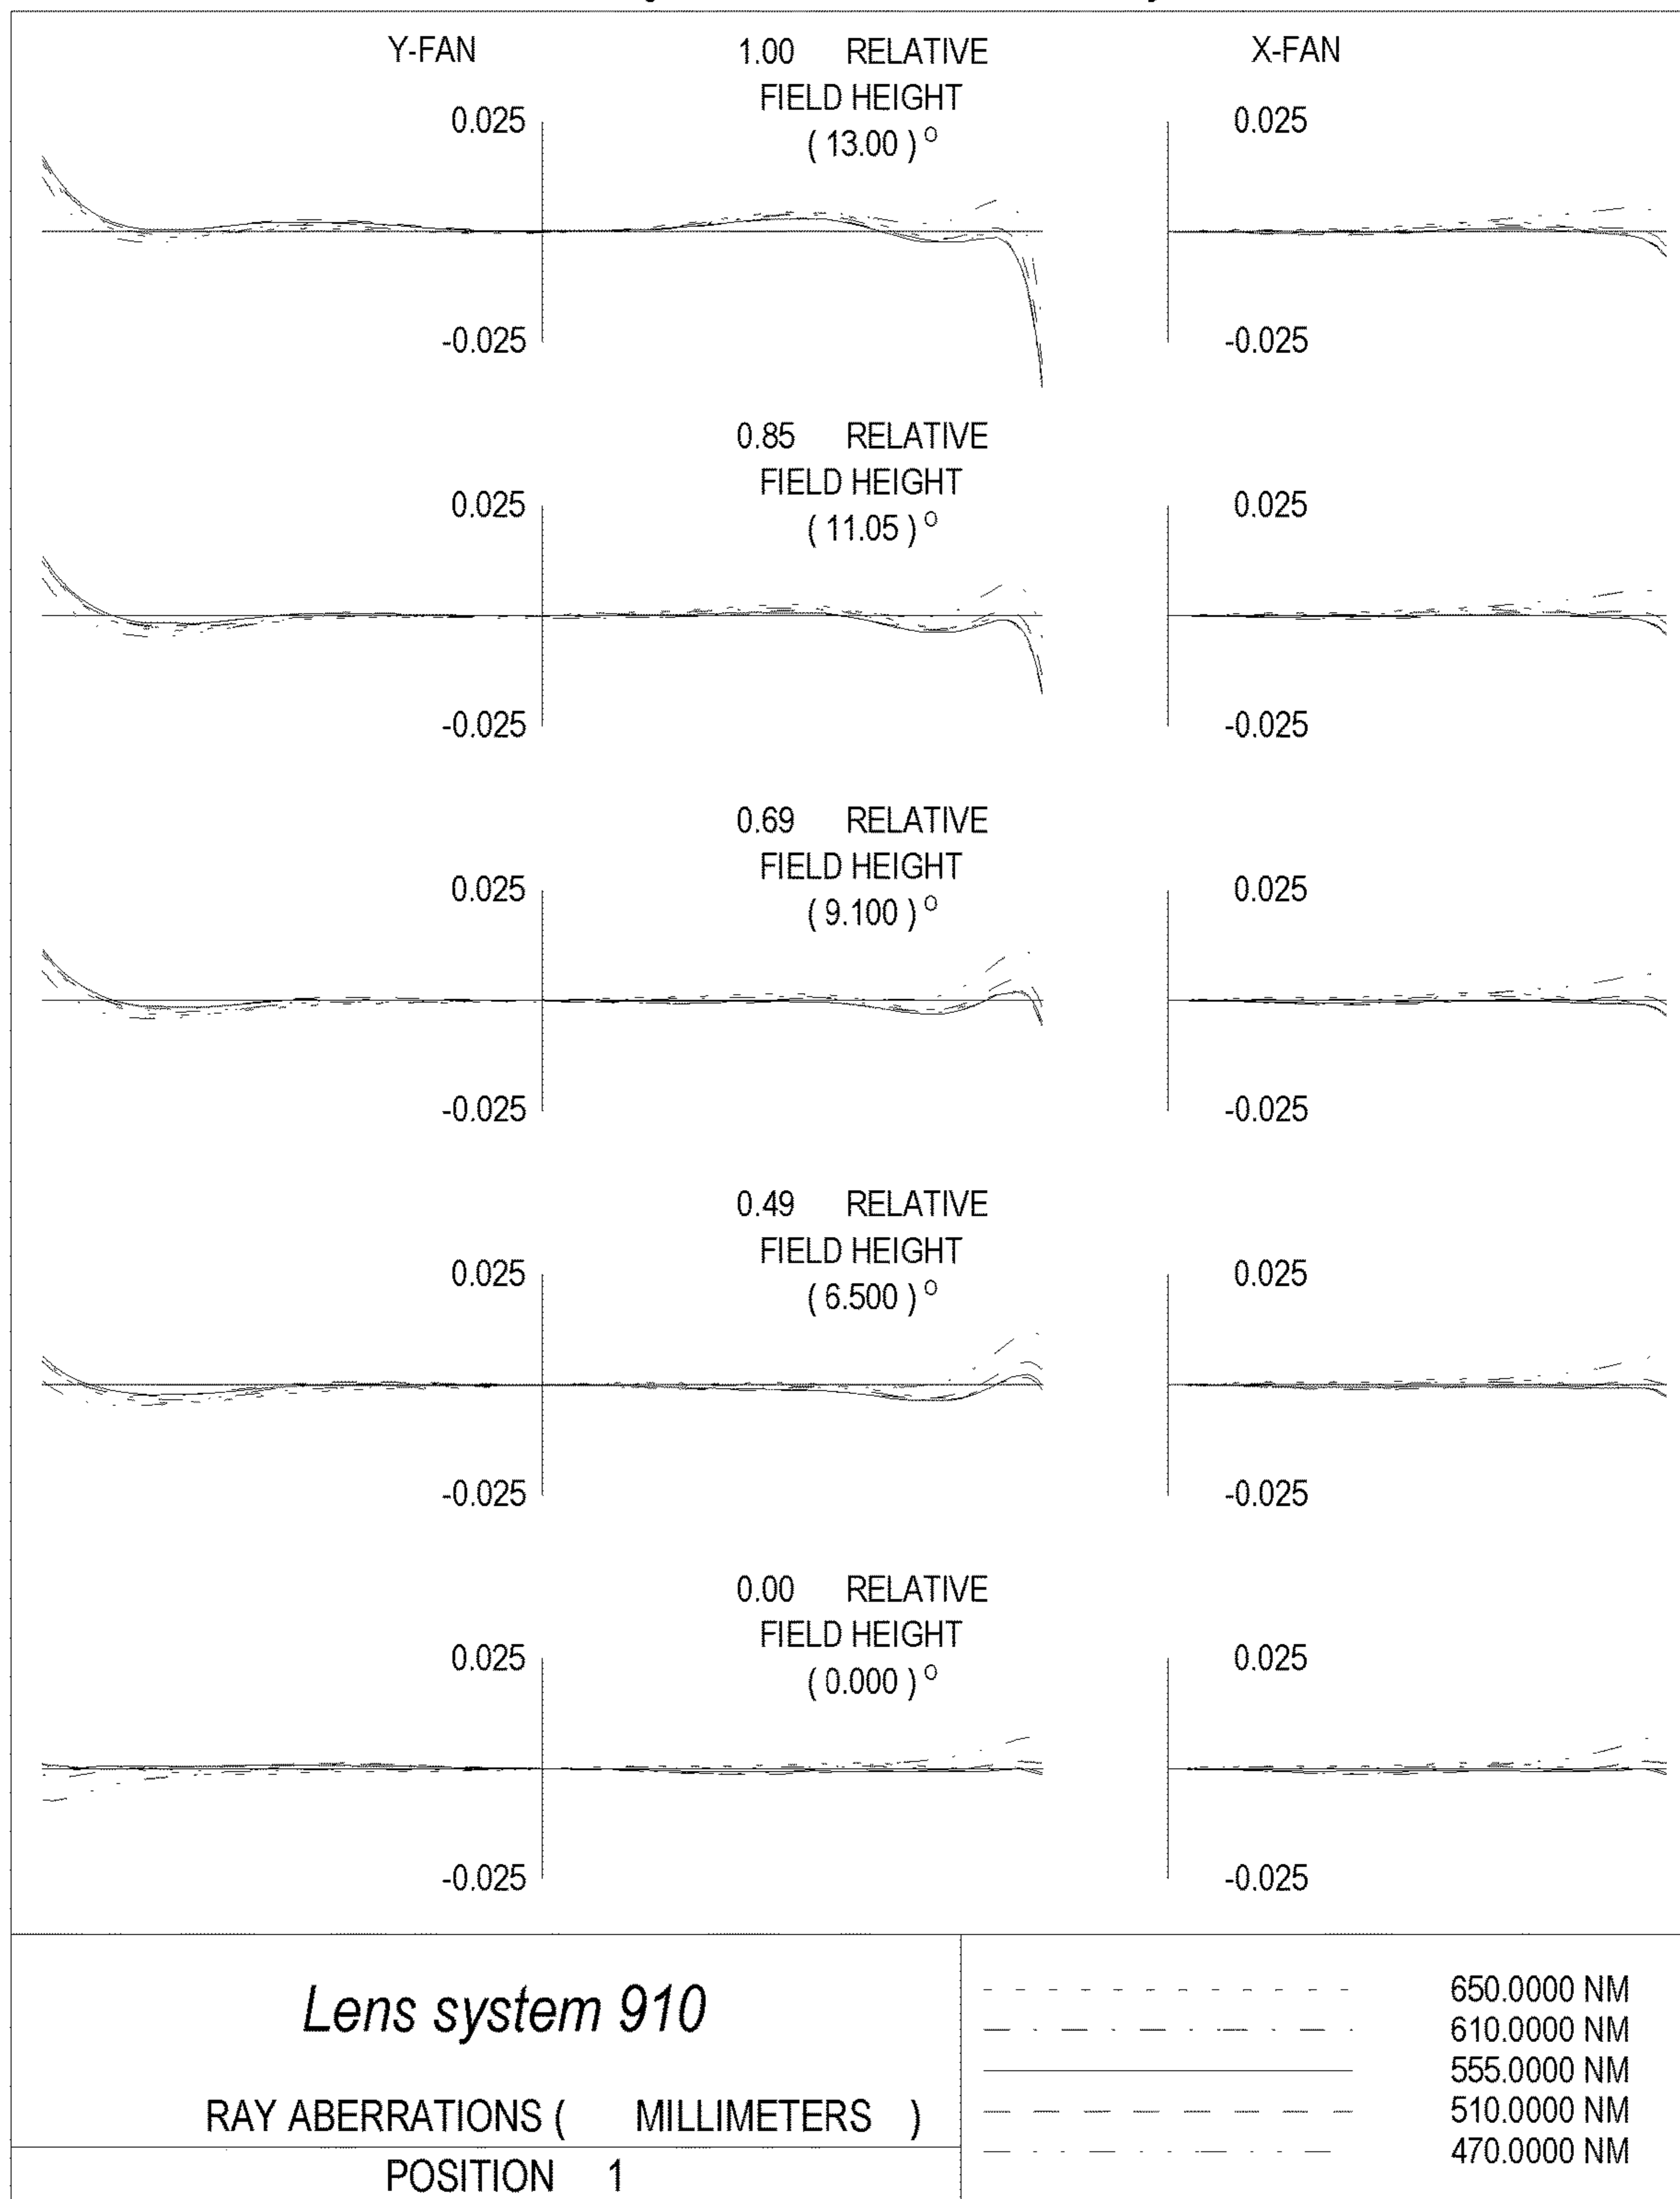 Y-FAN 1.00 RELATIVE X-FAN
FIELD HEIGHT
0.025 ( 13.00 ) O 0.025
-0.025 -0.025
0.85 RELATIVE
FIELD HEIGHT
0.025 ( 11.05 ) O 0.025
-0.025 -0.025
0.69 RELATIVE
FIELD HEIGHT
0.025 ( 9.100 ) O 0.025
-0.025 -0.025
0.49 RELATIVE
FIELD HEIGHT
0.025 ( 6.500 ) O 0.025
-0.025 -0.025
0.00 RELATIVE
FIELD HEIGHT
0.025 ( 0.000 ) O 0.025
-0.025 -0.025
Lens system 910
RAY ABERRATIONS ( MILLIMETERS )
POSITION 1
650.0000 NM
610.0000 NM
555.0000 NM
510.0000 NM
470.0000 NM